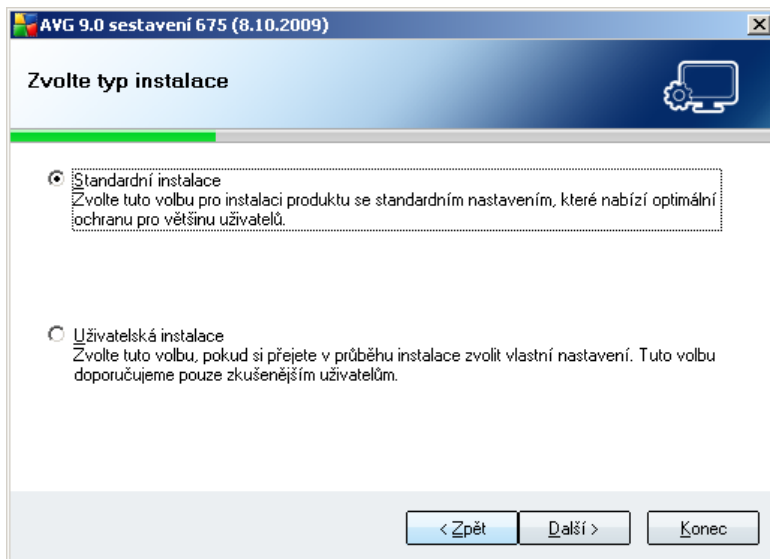 AVG 9.0 sestavení 675 (8.10.2009)
Zvolte typ instalace
Standardní instalace
Zvolte tuto volbu pro instalaci produktu se standardním nastavením, které nabízí optimální
ochranu pro většinu uživatelů.
Uživatelská instalace
Zvolte tuto volbu, pokud si přejete v průběhu instalace zvolit vlastní nastavení. Tuto volbu
doporučujeme pouze zkušenějším uživatelům.
< Zpět Další > Konec